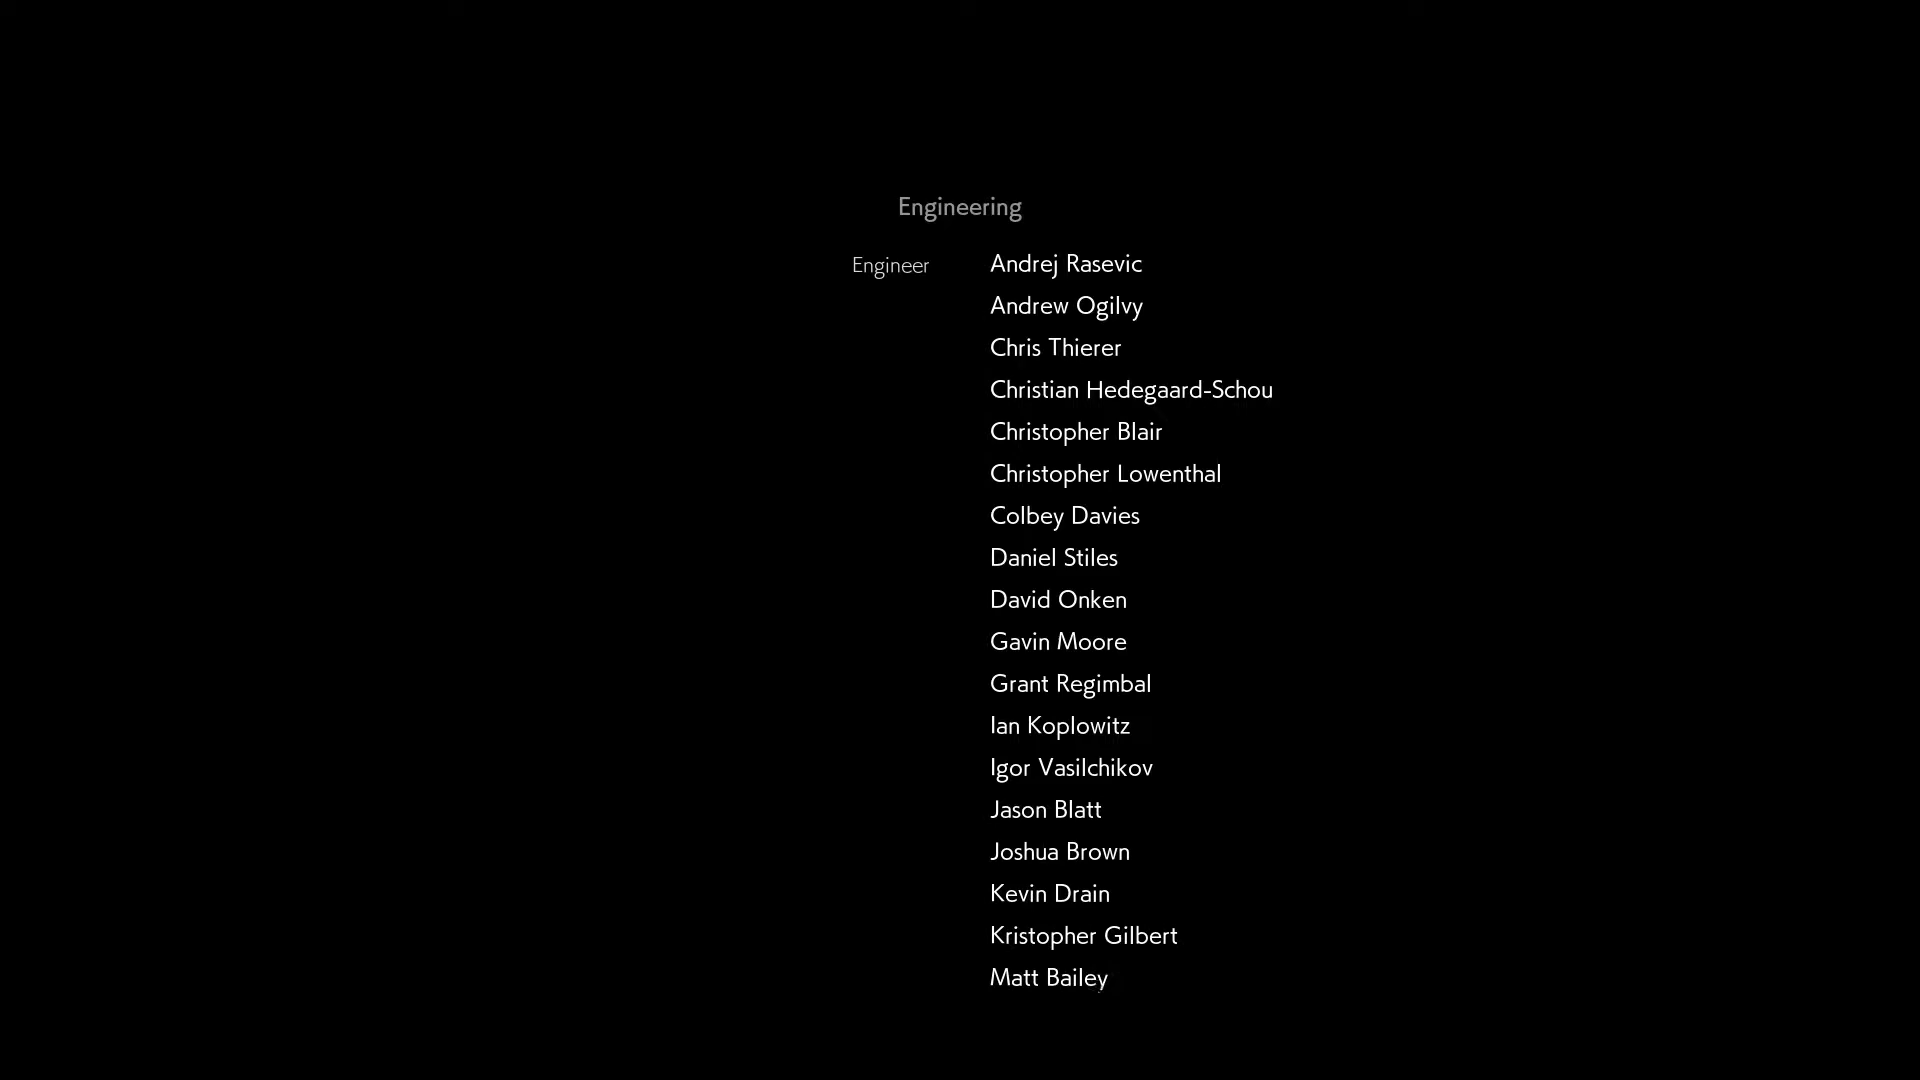 Engineering
Engineer Andrej Rasevic
Andrew Ogilvy
Chris Thierer
Christian Hedegaard-Schou
Christopher Blair
Christopher Lowenthal
Colbey Davies
Daniel Stiles
David Onken
Gavin Moore
Grant Regimbal
Ian Koplowitz
Igor Vasilchikov
Jason Blatt
Joshua Brown
Kevin Drain
Kristopher Gilbert
Matt Bailey